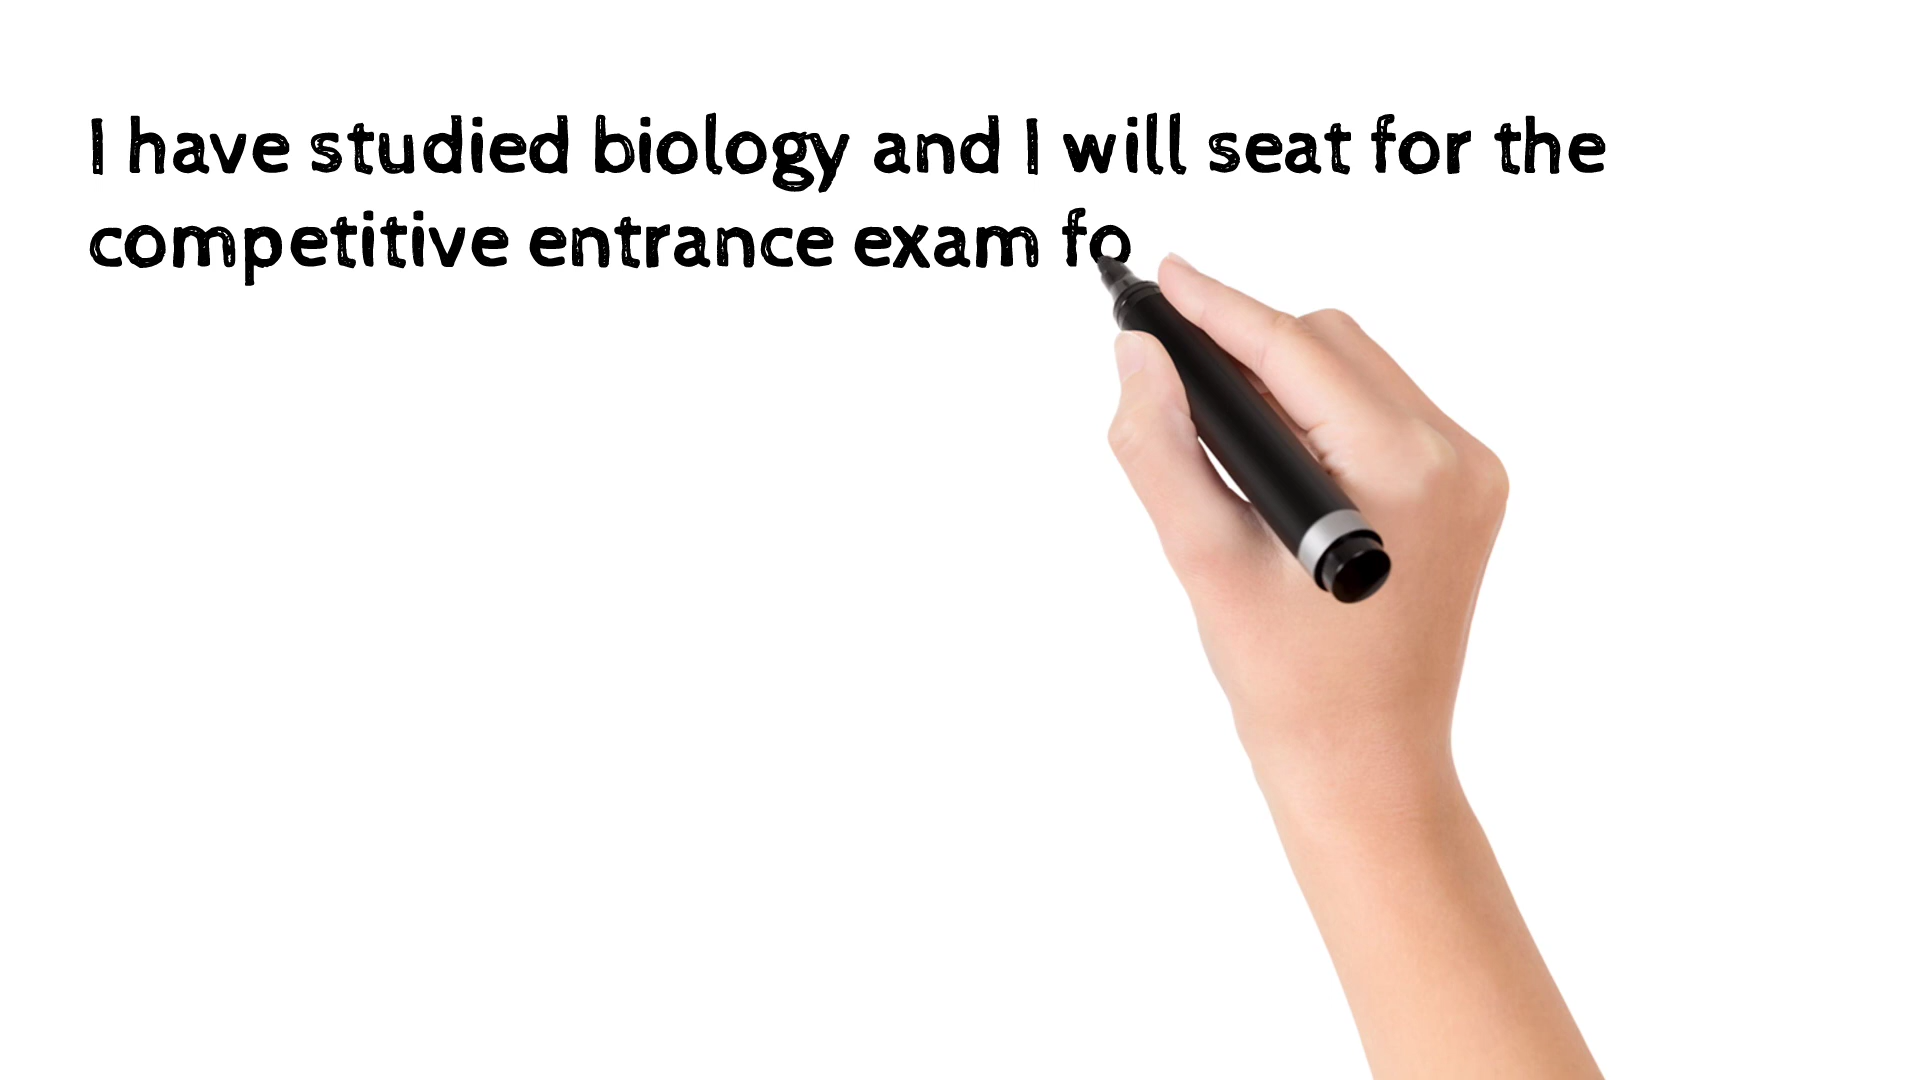 I have studied biology and I will seat for the
competitive entrance exam fo